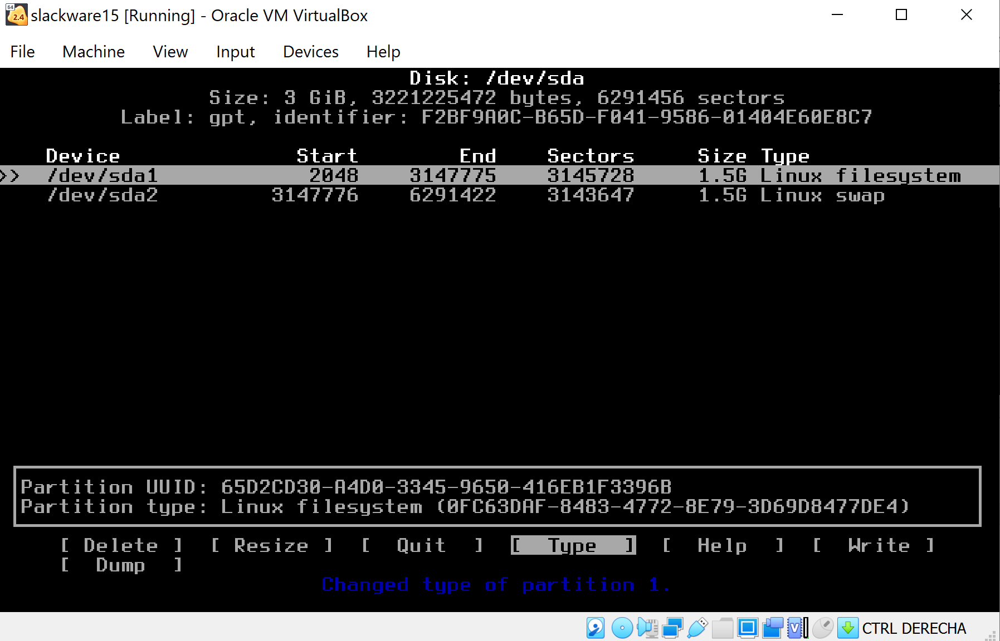 64
2.4
slackware15 [Running] - Oracle VM VirtualBox
File Machine View Input Devices Help
Disk: /dev/sda
Size: 3 GiB, 3221225472 bytes, 6291456 sectors
Label: gpt, identifier: F2BF9A0C-B65D-F041-9586-01404E60E8C7
Device Start End Sectors Size Type
>> /dev/sda1 2048 3147775 3145728 1.5G Linux filesystem
/dev/sda2 3147776 6291422 3143647 1.5G Linux swap
Partition UUID: 65D2CD30-A4D0-3345-9650-416EB1F3396B
Partition type: Linux filesystem (0FC63DAF-8483-4772-8E79-3D69D8477DE4)
[ Delete ] [ Resize ] [ Quit ] [ Type ] [ Help ] [ Write ]
[ Dump ]
Changed type of partition 1.
V
CTRL DERECHA